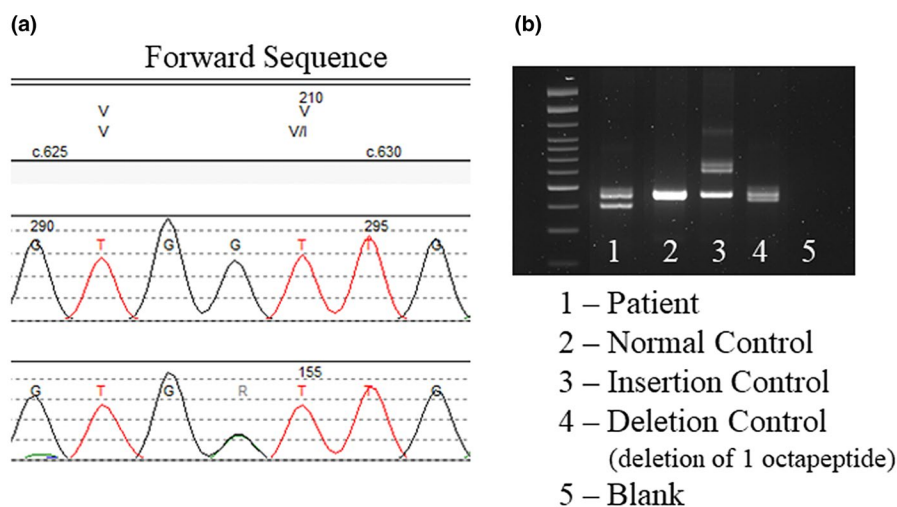 (a)
Forward Sequence
210
V V
V V/I
c.625 c.630
290 295
G T G G T T G
155
G T G R T T G
(b)
1 2 3 4 5
1 – Patient
2 – Normal Control
3 – Insertion Control
4 – Deletion Control
(deletion of 1 octapeptide)
5 – Blank